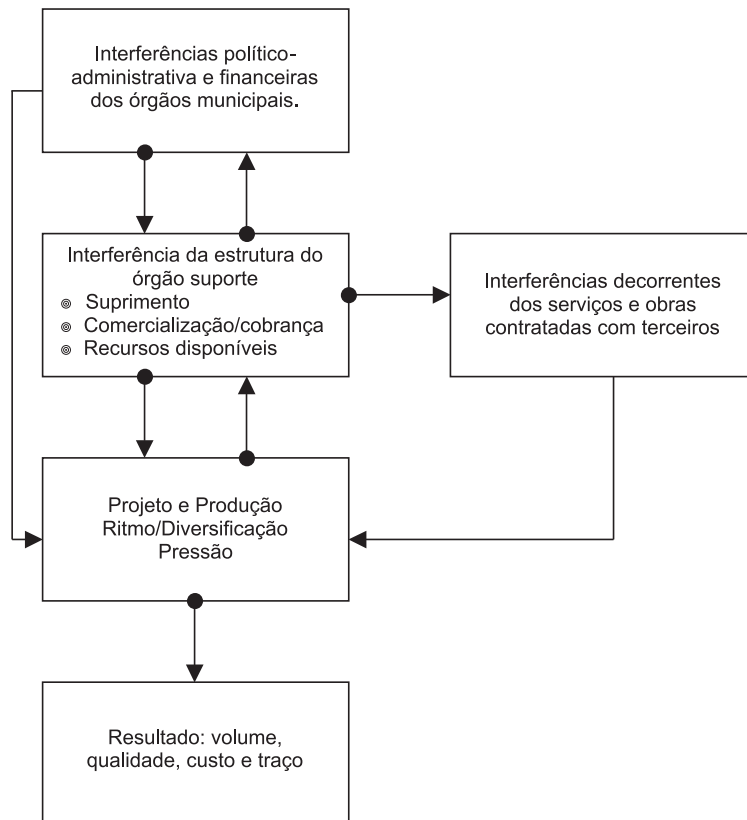 Interferências político-
administrativa e financeiras
dos órgãos municipais.
Interferência da estrutura do
órgão suporte
Suprimento
Comercialização/cobrança
Recursos disponíveis
Interferências decorrentes
dos serviços e obras
contratadas com terceiros
Projeto e Produção
Ritmo/Diversificação
Pressão
Resultado: volume,
qualidade, custo e traço